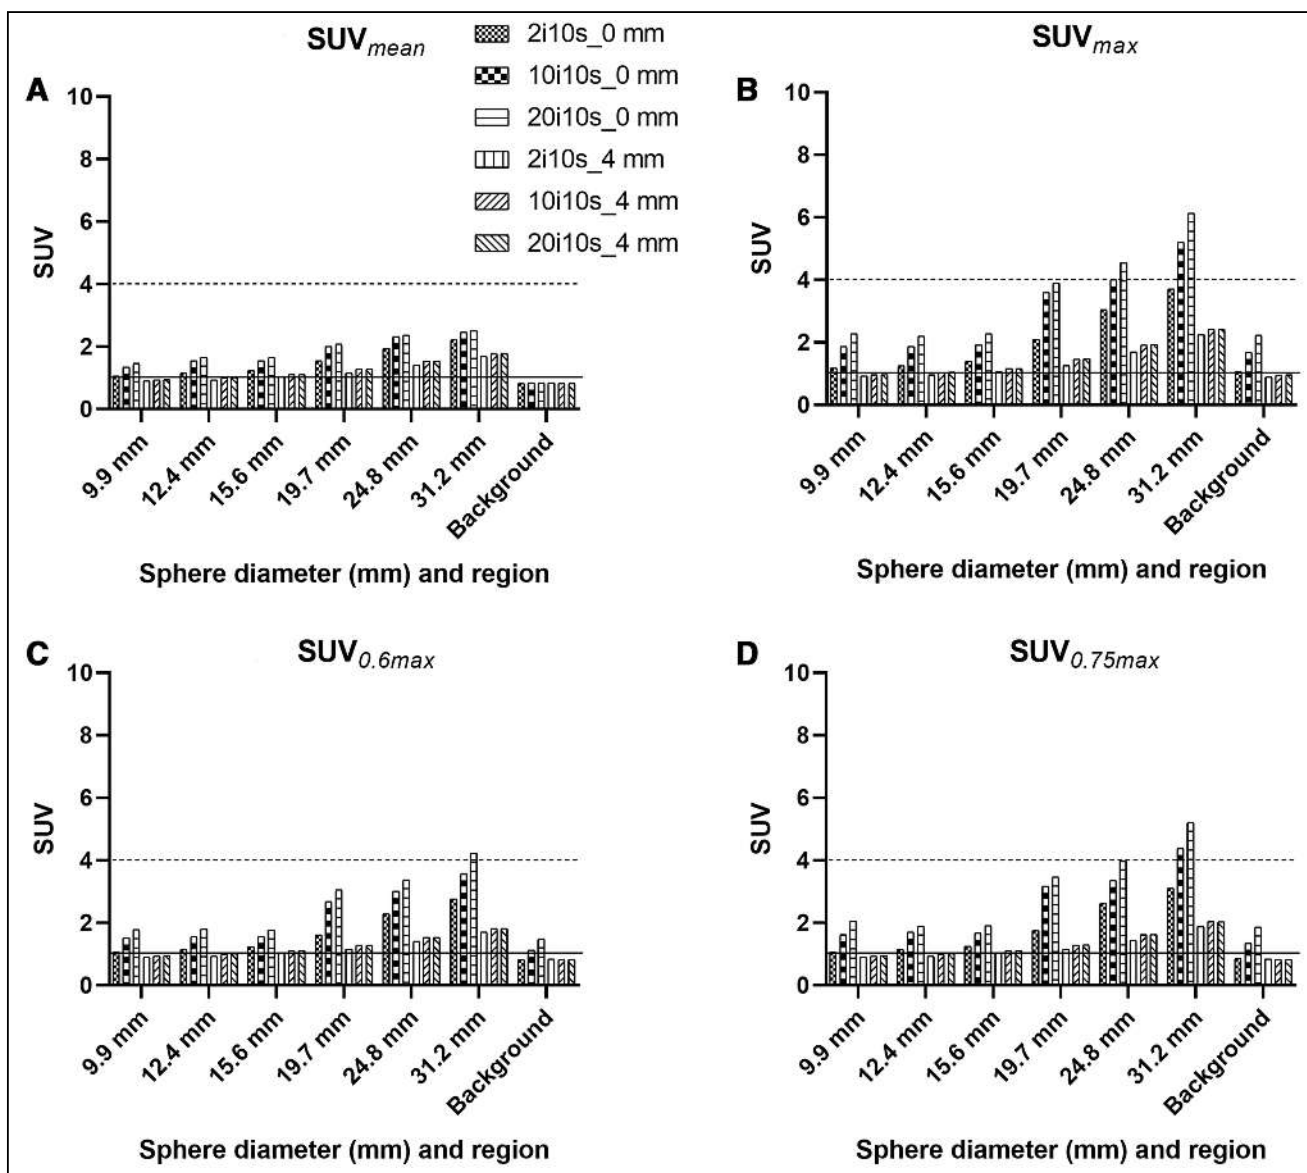 SUVmean
2i10s_0 mm
10i10s_0 mm
20i10s_0 mm
2i10s_4 mm
10i10s_4 mm
20i10s_4 mm
A
10
8
6
4
2
0
SUV
9.9 mm
12.4 mm
15.6 mm
19.7 mm
24.8 mm
31.2 mm
Background
Sphere diameter (mm) and region
SUVmax
B
10
8
6
4
2
0
SUV
9.9 mm
12.4 mm
15.6 mm
19.7 mm
24.8 mm
31.2 mm
Background
Sphere diameter (mm) and region
C
SUV0.6max
10
8
6
4
2
0
SUV
9.9 mm
12.4 mm
15.6 mm
19.7 mm
24.8 mm
31.2 mm
Background
Sphere diameter (mm) and region
D
SUV0.75max
10
8
6
4
2
0
SUV
9.9 mm
12.4 mm
15.6 mm
19.7 mm
24.8 mm
31.2 mm
Background
Sphere diameter (mm) and region